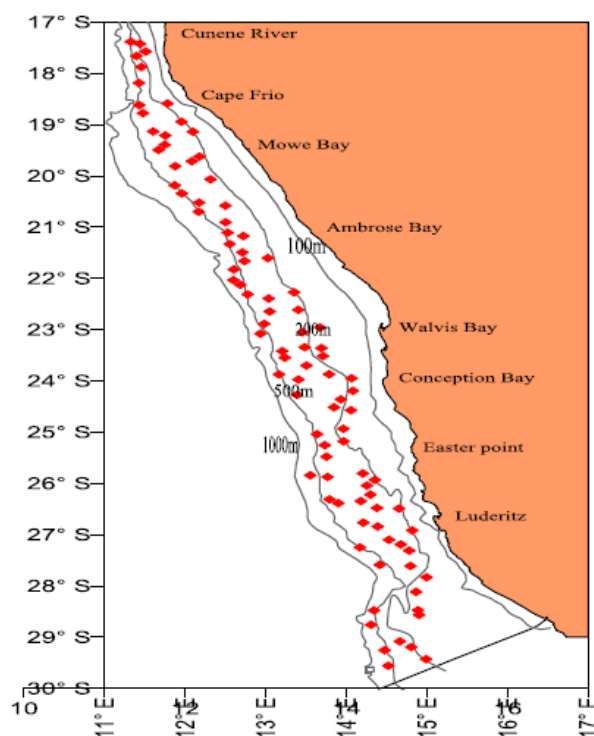 17° S
Cunene River
18° S
Cape Frio
19° S
Mowe Bay
20° S
21° S
Ambrose Bay
100m
22° S
23° S
200m
Walvis Bay
24° S
Conception Bay
500m
25° S
1000m
Easter point
26° S
Luderitz
27° S
28° S
29° S
30° S
10
11° E
12° E
13° E
14° E
15° E
16° E
17° E